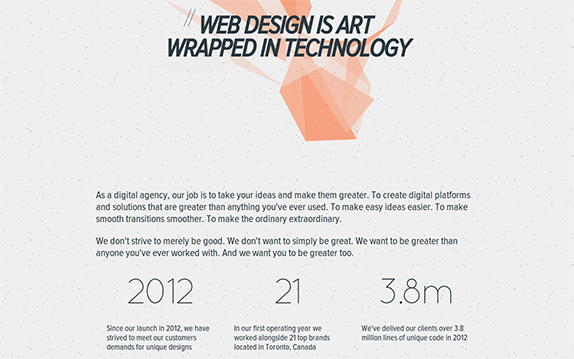 // WEB DESIGN IS ART
WRAPPED IN TECHNOLOGY
As a digital agency, our job is to take your ideas and make them greater. To create digital platforms
and solutions that are greater than anything you've ever used. To make easy ideas easier. To make
smooth transitions smoother. To make the ordinary extraordinary.
We don't strive to merely be good. We don't want to simply be great. We want to be greater than
anyone you've ever worked with. And we want you to be greater too.
2012
Since our launch in 2012, we have
strived to meet our customers
demands for unique designs
21
In our first operating year we
worked alongside 21 top brands
located in Toronto, Canada
3.8m
We've delived our clients over 3.8
million lines of unique code in 2012